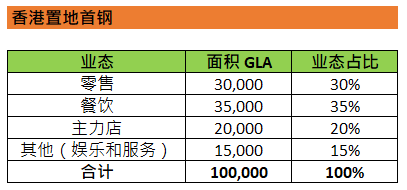 香港置地首钢
业态 面积 GLA 业态占比
零售 30,000 30%
餐饮 35,000 35%
主力店 20,000 20%
其他（娱乐和服务） 15,000 15%
合计 100,000 100%